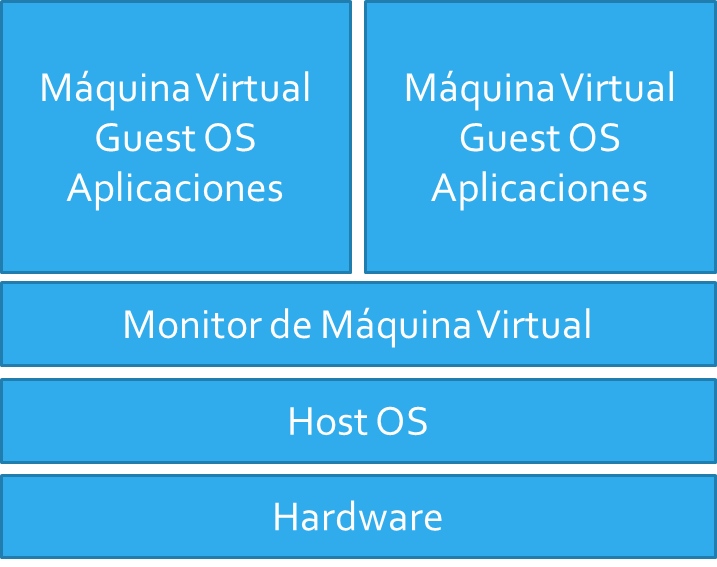 Máquina Virtual
Guest OS
Aplicaciones
Máquina Virtual
Guest OS
Aplicaciones
Monitor de Máquina Virtual
Host OS
Hardware